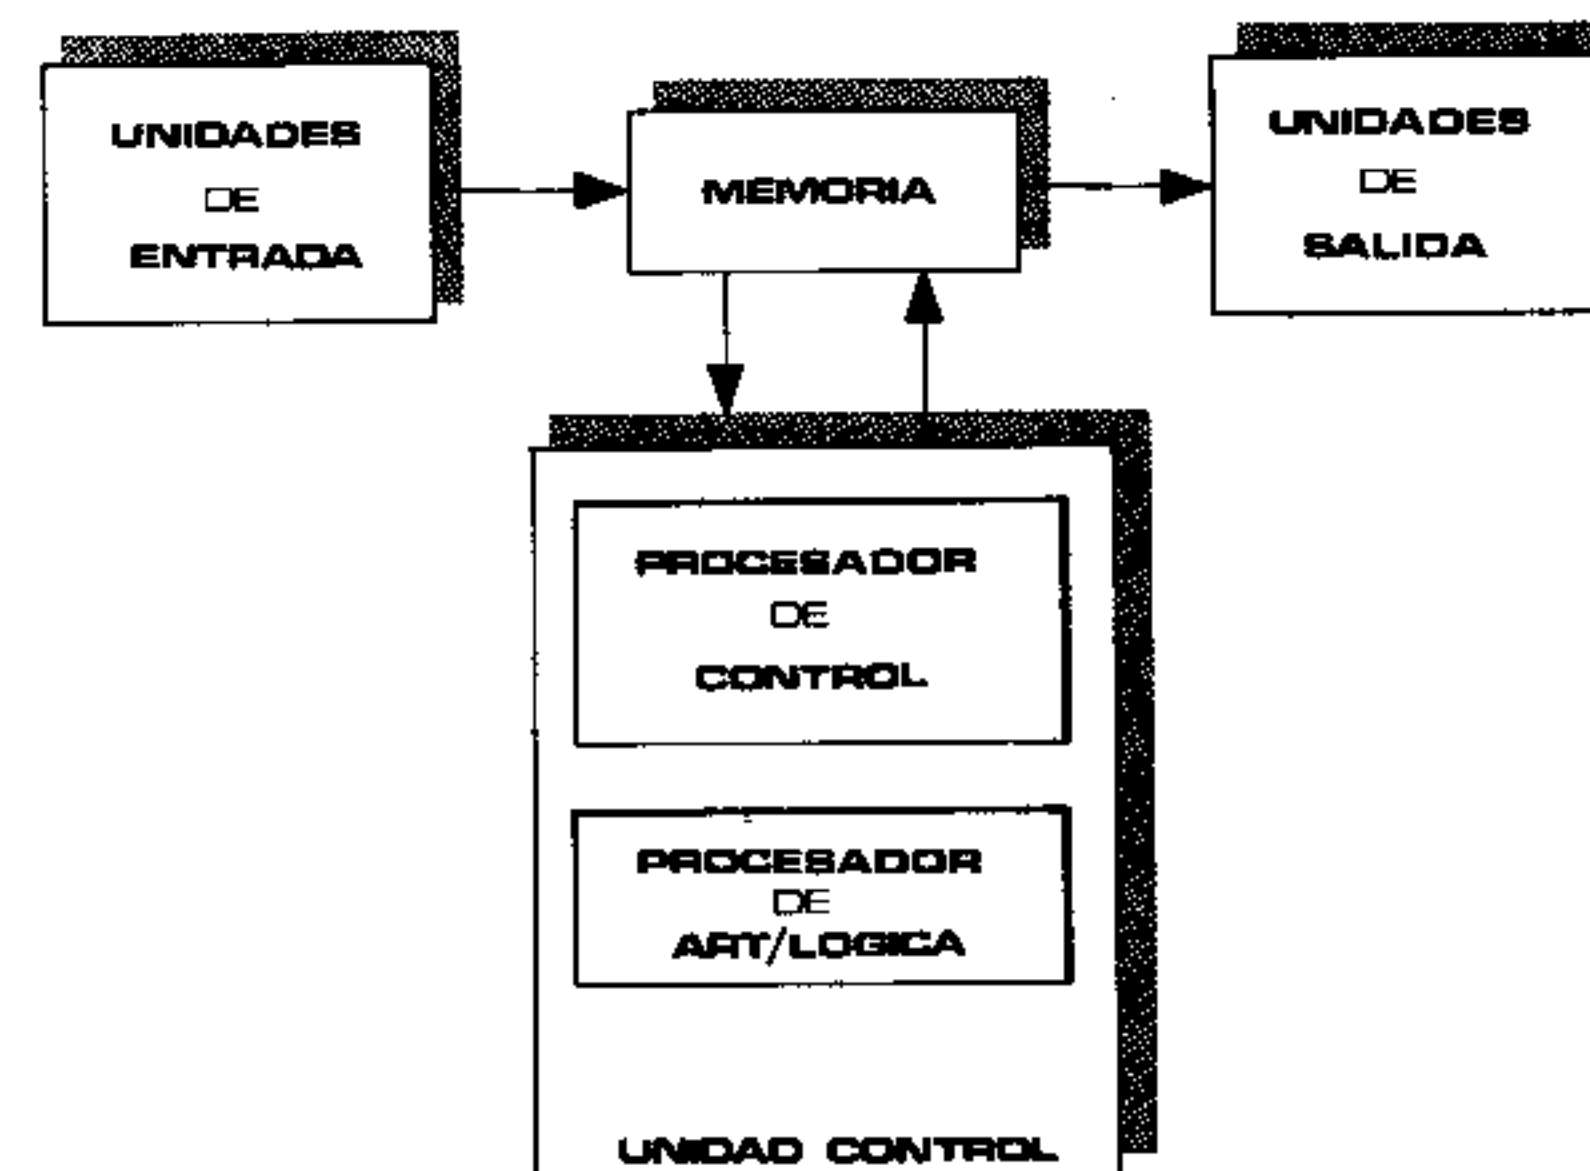 UNIDADES
DE
ENTRADA
MEMORIA
UNIDADES
DE
SALIDA
PROCESADOR
DE
CONTROL
PROCESADOR
DE
ART/LOGICA
UNIDAD CONTROL